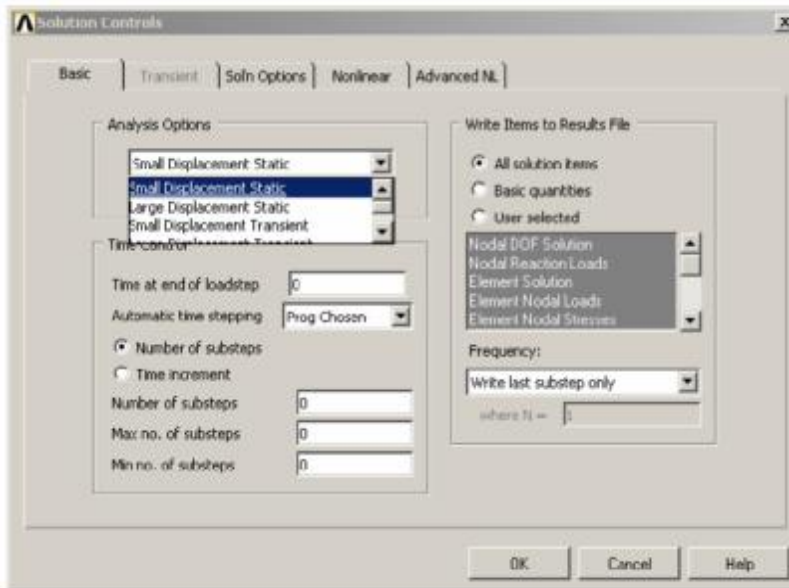 Solution Controls
Basic
Transient
Sol'n Options
Nonlinear
Advanced NL
Analysis Options
Small Displacement Static
Small Displacement Static
Large Displacement Static
Small Displacement Transient
Time Control
Time at end of loadstep 0
Automatic time stepping Prog Chosen
Number of substeps
Time increment
Number of substeps 0
Max no. of substeps 0
Min no. of substeps 0
Write Items to Results File
All solution items
Basic quantities
User selected
Nodal DOF Solution
Nodal Reaction Loads
Element Solution
Element Nodal Loads
Element Nodal Stresses
Frequency:
Write last substep only
where N = 1
OK
Cancel
Help